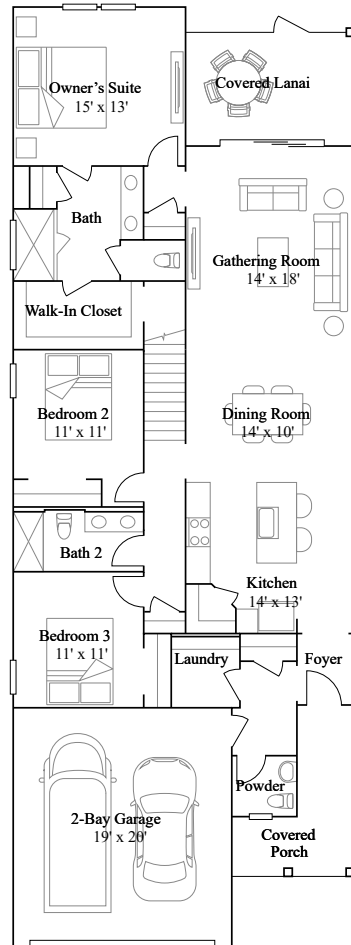 Owner's Suite
15' x 13'
Covered Lanai
Bath
Gathering Room
14' x 18'
Walk-In Closet
Bedroom 2
11' x 11'
Dining Room
14' x 10'
Bath 2
Kitchen
14' x 13'
Bedroom 3
11' x 11'
Laundry
Foyer
Powder
2-Bay Garage
19' x 20'
Covered
Porch